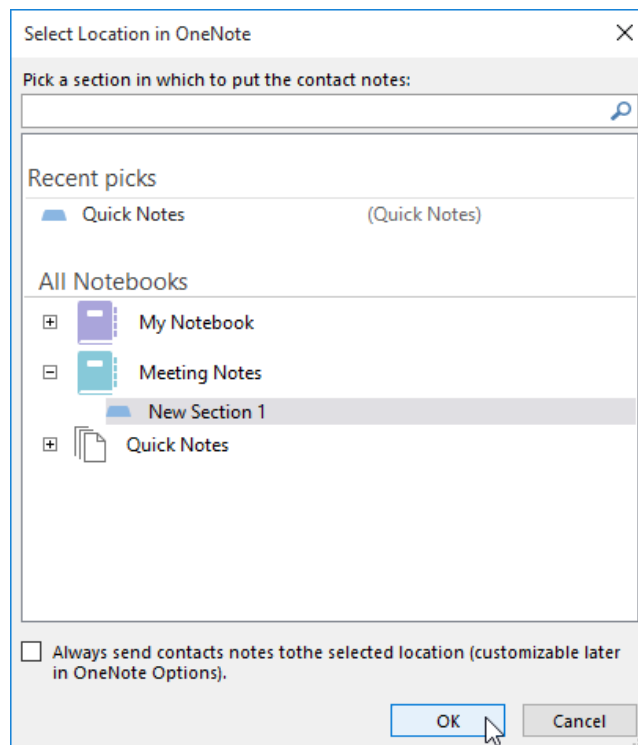 Select Location in OneNote
Pick a section in which to put the contact notes:
Recent picks
Quick Notes (Quick Notes)
All Notebooks
My Notebook
Meeting Notes
New Section 1
Quick Notes
Always send contacts notes tothe selected location (customizable later
in OneNote Options).
OK Cancel